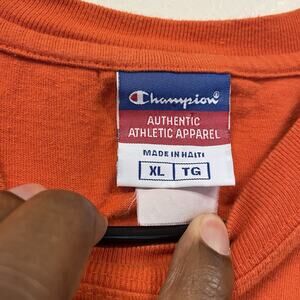 Champion
AUTHENTIC
ATHLETIC APPAREL
MADE IN HAITI
XL TG